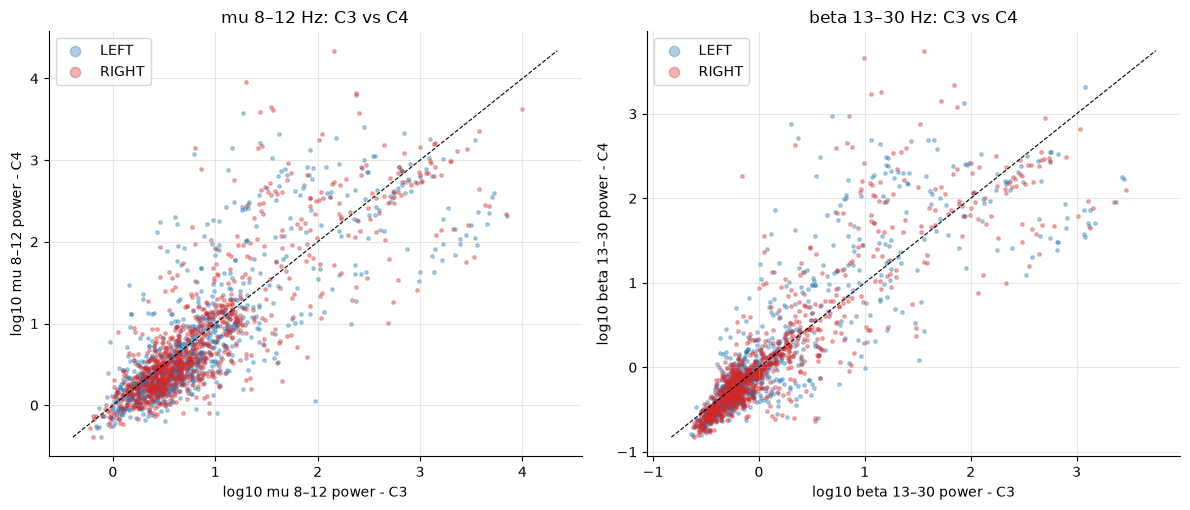 mu 8–12 Hz: C3 vs C4
LEFT
RIGHT
log10 mu 8–12 power - C4
4
3
2
1
0
0 1 2 3 4
log10 mu 8–12 power - C3
beta 13–30 Hz: C3 vs C4
LEFT
RIGHT
log10 beta 13–30 power - C4
3
2
1
0
−1
−1 0 1 2 3
log10 beta 13–30 power - C3